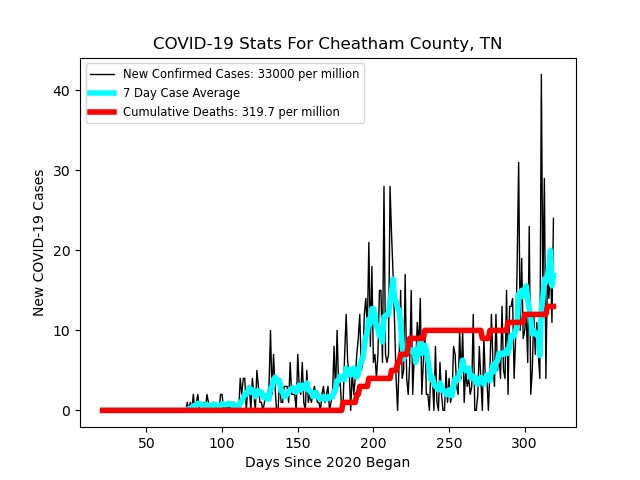 COVID-19 Stats For Cheatham County, TN
New Confirmed Cases: 33000 per million
7 Day Case Average
Cumulative Deaths: 319.7 per million
New COVID-19 Cases
40
30
20
10
0
50 100 150 200 250 300
Days Since 2020 Began